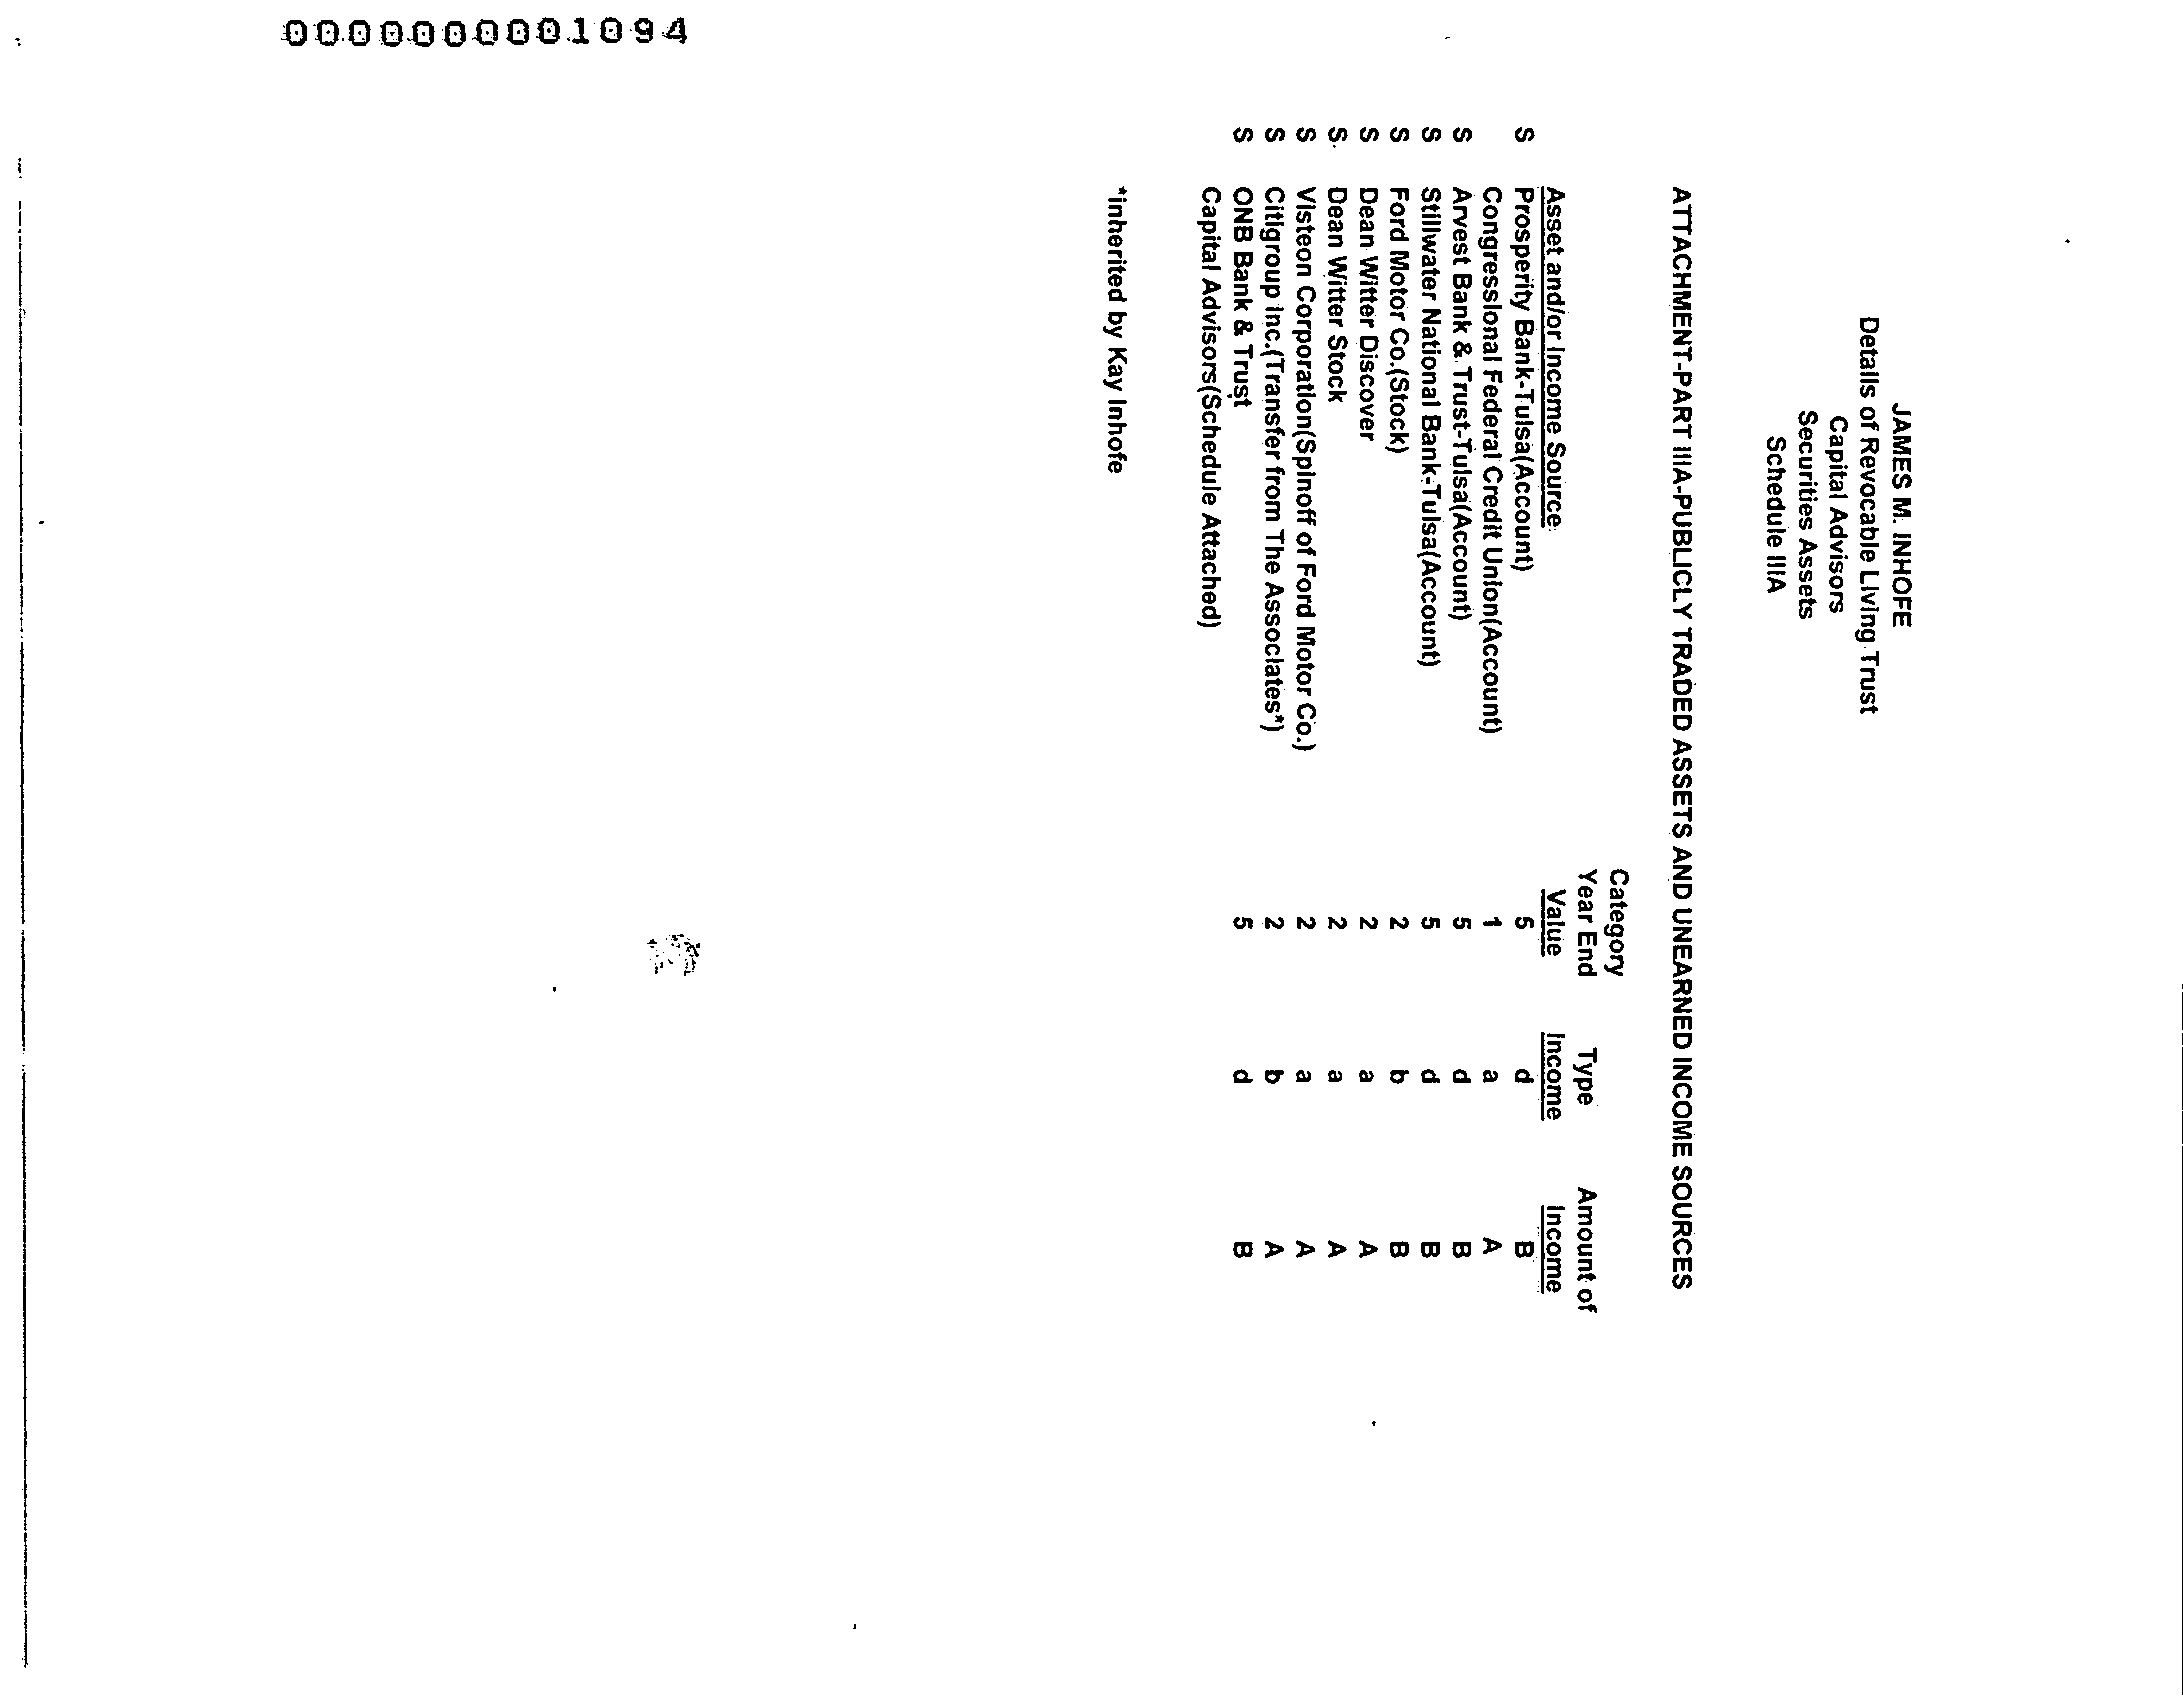 0000000001094
JAMES M. INHOFE
Details of Revocable Living Trust
Capital Advisors
Securities Assets
Schedule IIIA
ATTACHMENT-PART IIIA-PUBLICLY TRADED ASSETS AND UNEARNED INCOME SOURCES
Category
Year End Type Amount of
Asset and/or Income Source Value Income Income
S Prosperity Bank-Tulsa(Account) 5 d B
Congressional Federal Credit Union(Account) 1 a A
S Arvest Bank & Trust-Tulsa(Account) 5 d B
S Stillwater National Bank-Tulsa(Account) 5 d B
S Ford Motor Co.(Stock) 2 b B
S Dean Witter Discover 2 a A
S Dean Witter Stock 2 a A
S Visteon Corporation(Spinoff of Ford Motor Co.) 2 a A
S Citigroup Inc.(Transfer from The Associates*) 2 b A
S ONB Bank & Trust 5 d B
Capital Advisors(Schedule Attached)
*inherited by Kay Inhofe